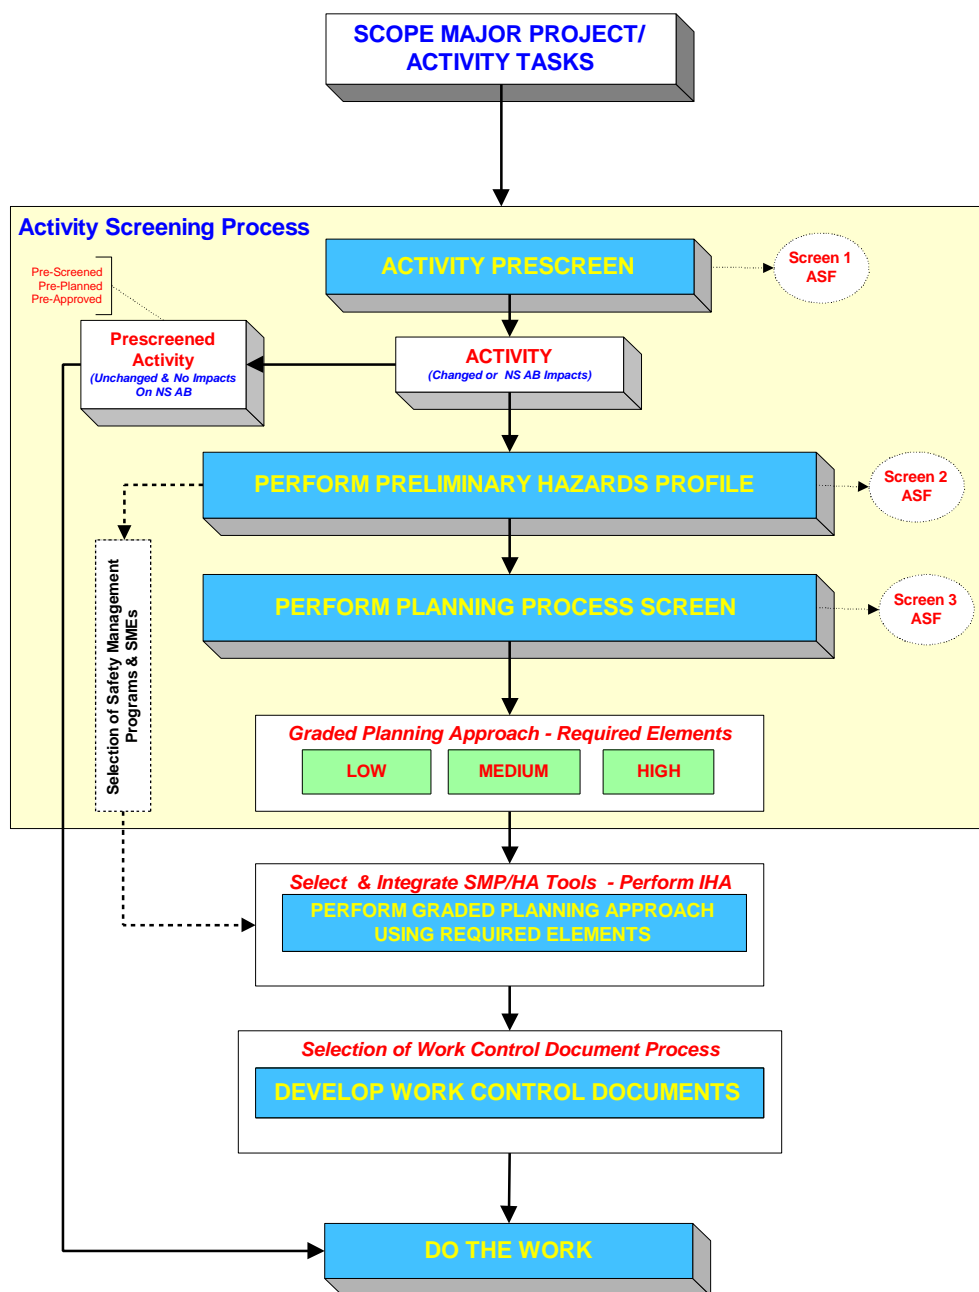 SCOPE MAJOR PROJECT/
ACTIVITY TASKS
Activity Screening Process
ACTIVITY PRESCREEN
Screen 1
ASF
Pre-Screened
Pre-Planned
Pre-Approved
Prescreened
Activity
(Unchanged & No Impacts
On NS AB
ACTIVITY
(Changed or NS AB Impacts)
PERFORM PRELIMINARY HAZARDS PROFILE
Screen 2
ASF
Selection of Safety Management
Programs & SMEs
PERFORM PLANNING PROCESS SCREEN
Screen 3
ASF
Graded Planning Approach - Required Elements
LOW
MEDIUM
HIGH
Select & Integrate SMP/HA Tools - Perform IHA
PERFORM GRADED PLANNING APPROACH
USING REQUIRED ELEMENTS
Selection of Work Control Document Process
DEVELOP WORK CONTROL DOCUMENTS
DO THE WORK